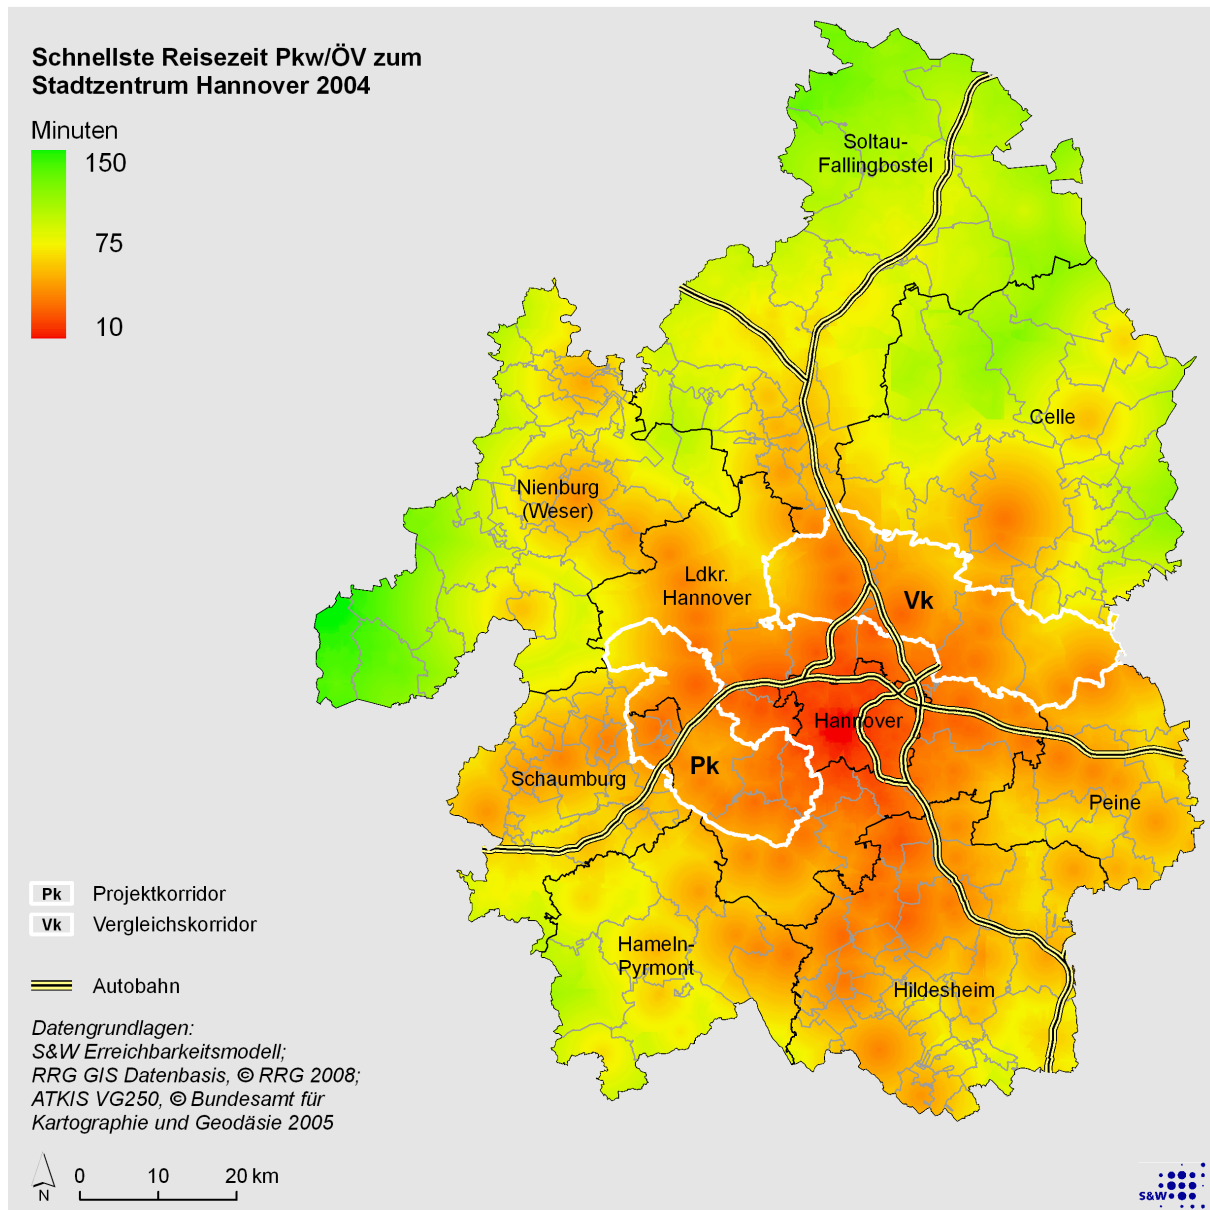 Schnellste Reisezeit Pkw/ÖV zum
Stadtzentrum Hannover 2004
Minuten
150
75
10
Soltau-
Fallingbostel
Celle
Nienburg
(Weser)
Ldkr.
Hannover
Vk
Hannover
Pk
Schaumburg
Peine
Hameln-
Pyrmont
Hildesheim
Pk Projektkorridor
Vk Vergleichskorridor
Autobahn
Datengrundlagen:
S&W Erreichbarkeitsmodell;
RRG GIS Datenbasis, © RRG 2008;
ATKIS VG250, © Bundesamt für
Kartographie und Geodäsie 2005
N
0 10 20 km
S&W